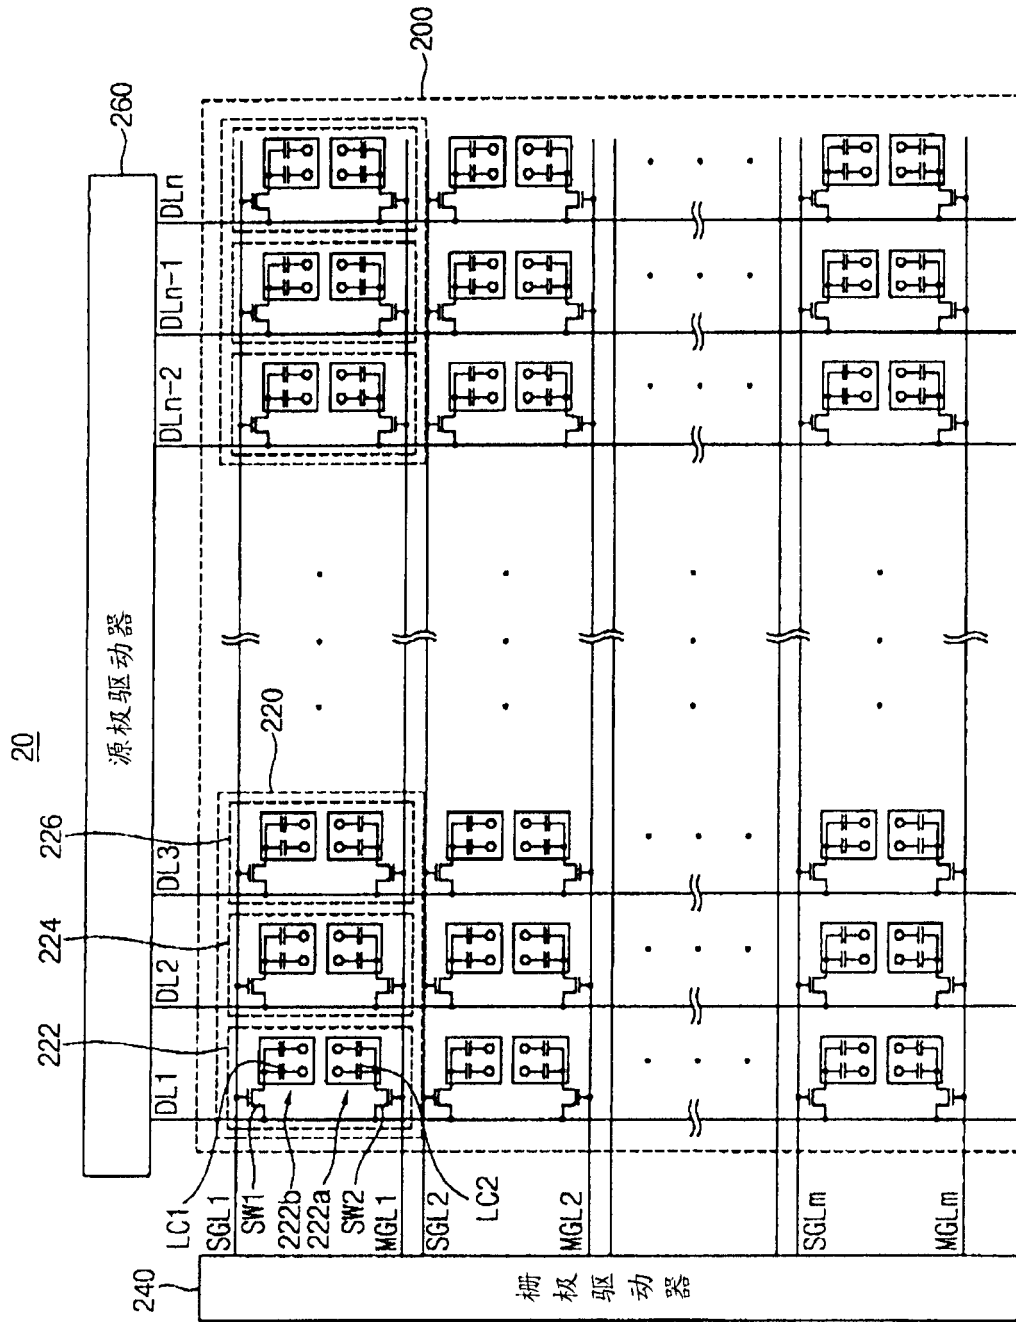 20
源极驱动器
260
200
222
224
226
220
DL1
DL2
DL3
DLn-2
DLn-1
DLn
LC1
SGL1
SW1
222b
222a
SW2
MGL1
LC2
SGL2
MGL2
SGLm
MGLm
240
栅极驱动器